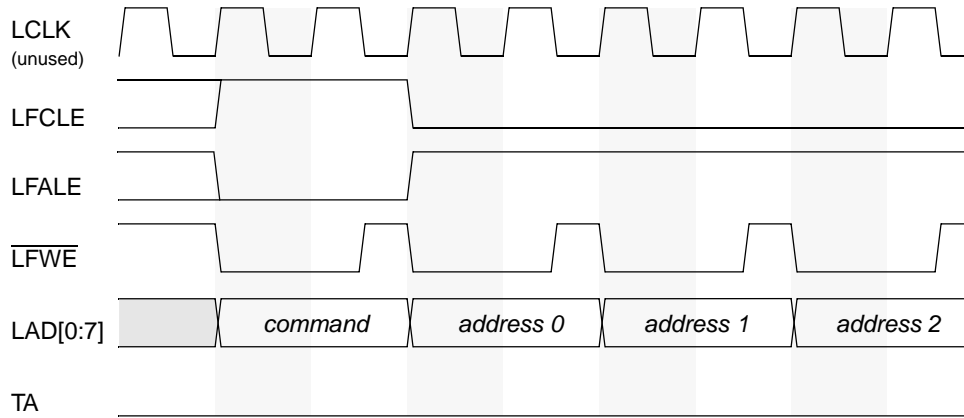 LCLK
(unused)
LFCLE
LFALE
LFWE
LAD[0:7] command address 0 address 1 address 2
TA